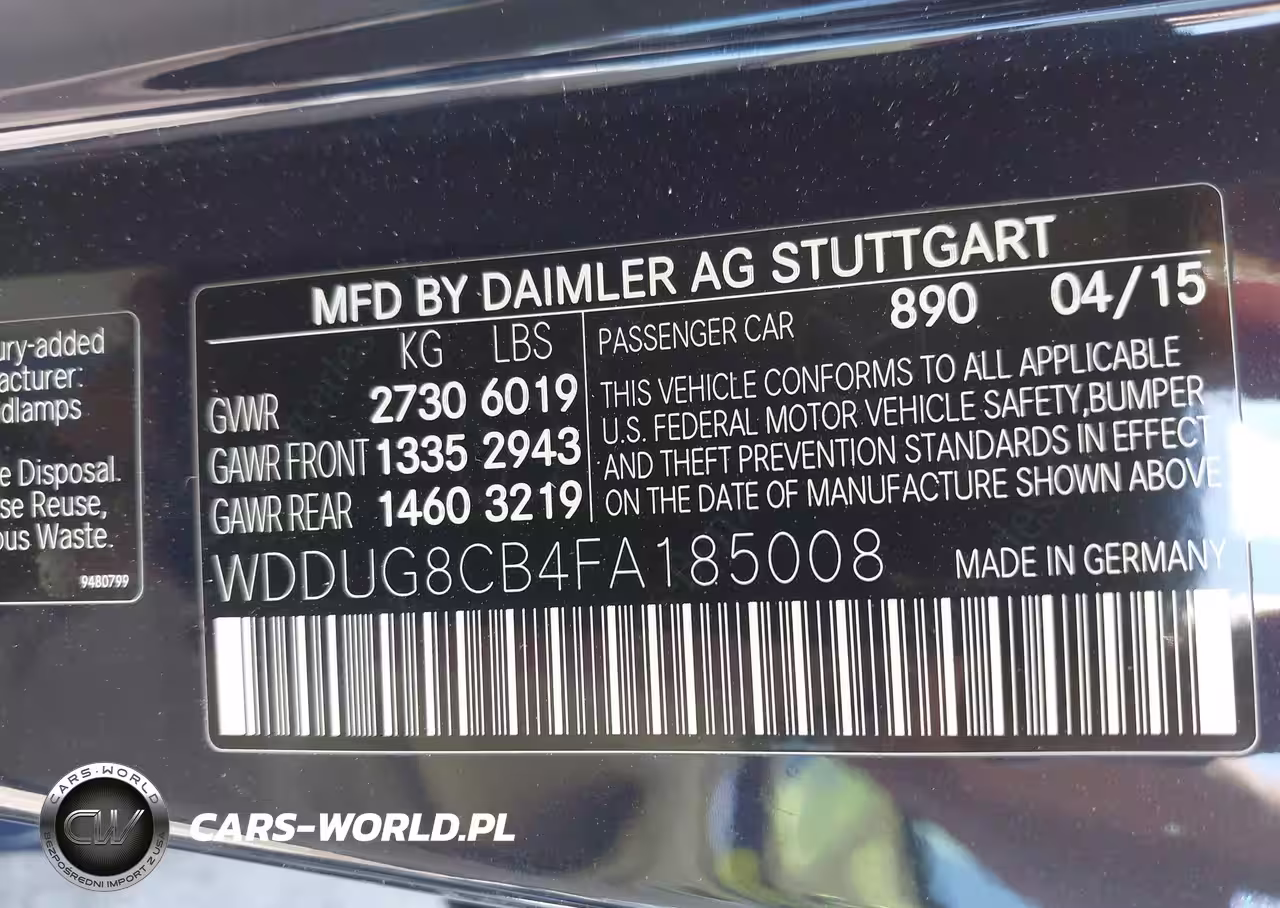 ury-added
acturer:
dlamps
e Disposal.
se Reuse,
ous Waste.
9480799
MFD BY DAIMLER AG STUTTGART
KG LBS
GVWR 2730 6019
GAWR FRONT 1335 2943
GAWR REAR 1460 3219
PASSENGER CAR 890 04/15
THIS VEHICLE CONFORMS TO ALL APPLICABLE
U.S. FEDERAL MOTOR VEHICLE SAFETY,BUMPER
AND THEFT PREVENTION STANDARDS IN EFFECT
ON THE DATE OF MANUFACTURE SHOWN ABOVE
WDDUG8CB4FA185008 MADE IN GERMANY
CARS-WORLD
CW
BEZPOŚREDNI IMPORT Z USA
CARS-WORLD.PL